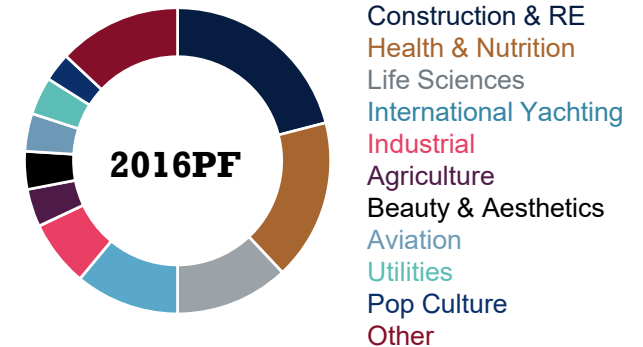 2016PF
Construction & RE
Health & Nutrition
Life Sciences
International Yachting
Industrial
Agriculture
Beauty & Aesthetics
Aviation
Utilities
Pop Culture
Other